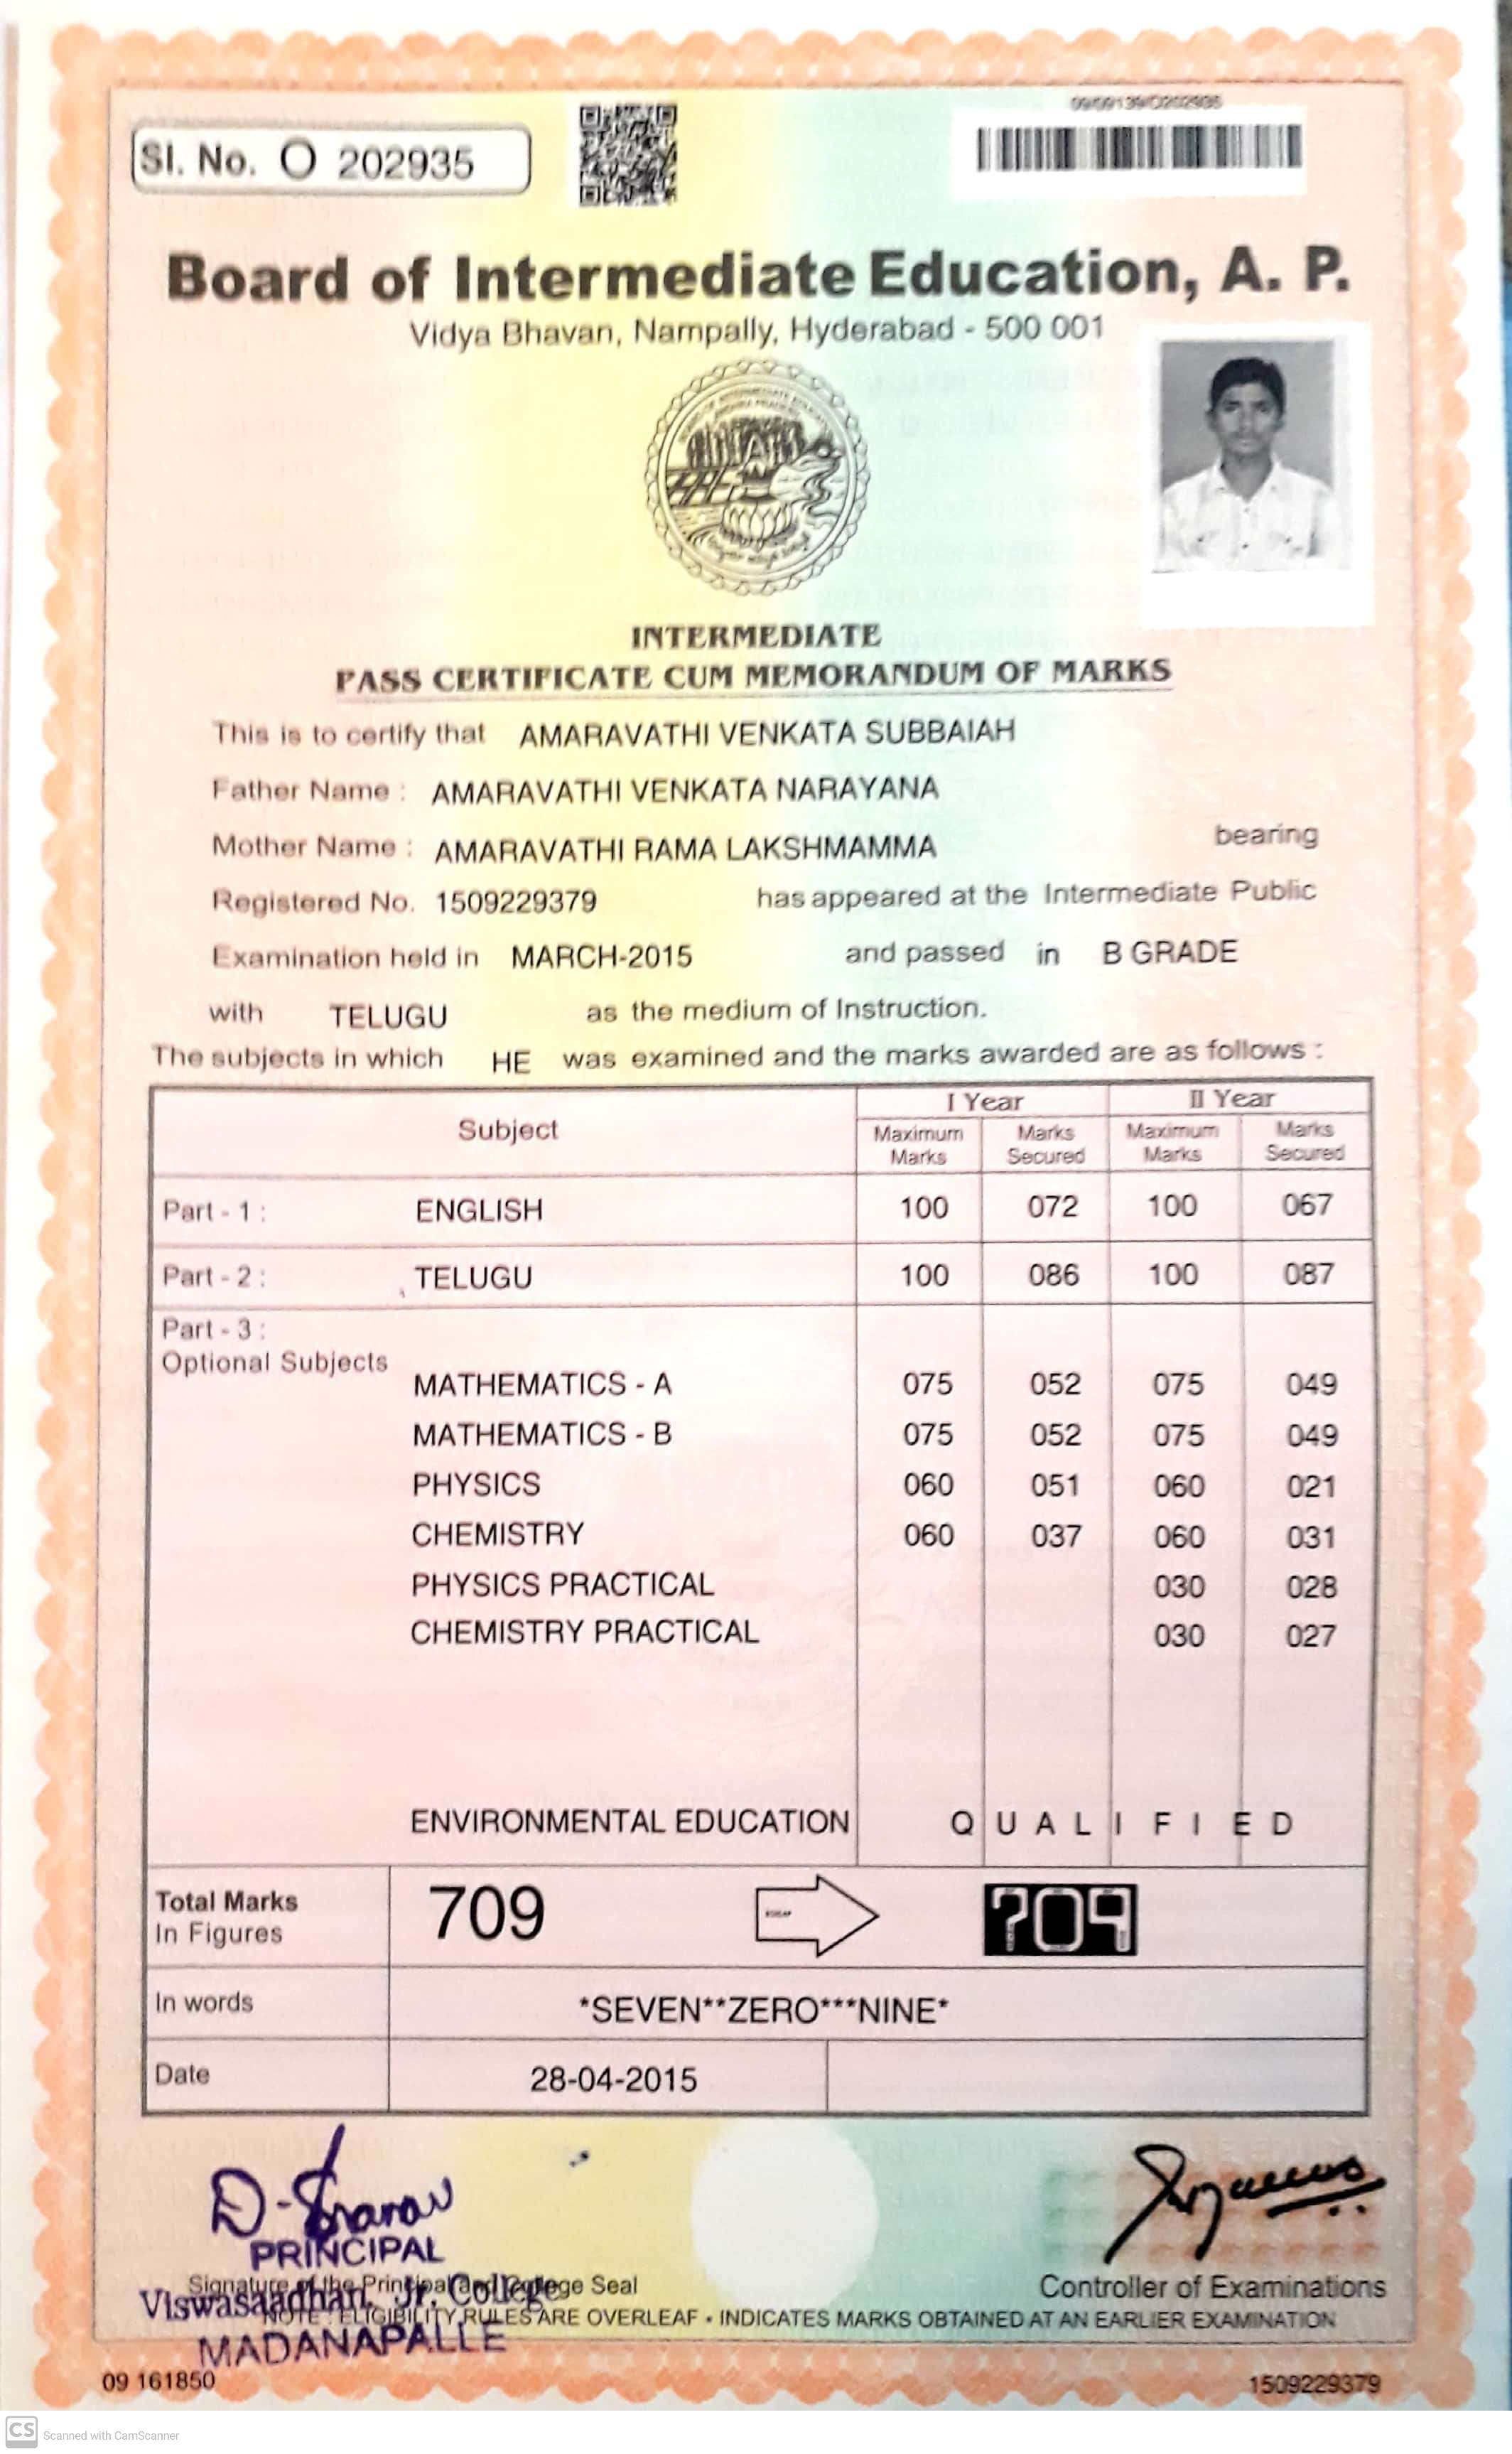 09/09139/O202935
Sl. No. O 202935
Board of Intermediate Education, A. P.
Vidya Bhavan, Nampally, Hyderabad - 500 001
INTERMEDIATE
PASS CERTIFICATE CUM MEMORANDUM OF MARKS
This is to certify that AMARAVATHI VENKATA SUBBAIAH
Father Name : AMARAVATHI VENKATA NARAYANA
Mother Name : AMARAVATHI RAMA LAKSHMAMMA bearing
Registered No. 1509229379 has appeared at the Intermediate Public
Examination held in MARCH-2015 and passed in B GRADE
with TELUGU as the medium of Instruction.
The subjects in which HE was examined and the marks awarded are as follows :
Subject I Year II Year
Maximum Marks Marks Secured Maximum Marks Marks Secured
Part - 1 : ENGLISH 100 072 100 067
Part - 2 : TELUGU 100 086 100 087
Part - 3 :
Optional Subjects
MATHEMATICS - A 075 052 075 049
MATHEMATICS - B 075 052 075 049
PHYSICS 060 051 060 021
CHEMISTRY 060 037 060 031
PHYSICS PRACTICAL 030 028
CHEMISTRY PRACTICAL 030 027
ENVIRONMENTAL EDUCATION QUALIFIED
Total Marks
In Figures 709 709
In words *SEVEN**ZERO***NINE*
Date 28-04-2015
PRINCIPAL
Signature of the Principal and College Seal
Viswasaadhan. Jr. College
MADANAPALLE
Controller of Examinations
NOTE : ELIGIBILITY RULES ARE OVERLEAF • INDICATES MARKS OBTAINED AT AN EARLIER EXAMINATION
09 161850 1509229379
CS Scanned with CamScanner